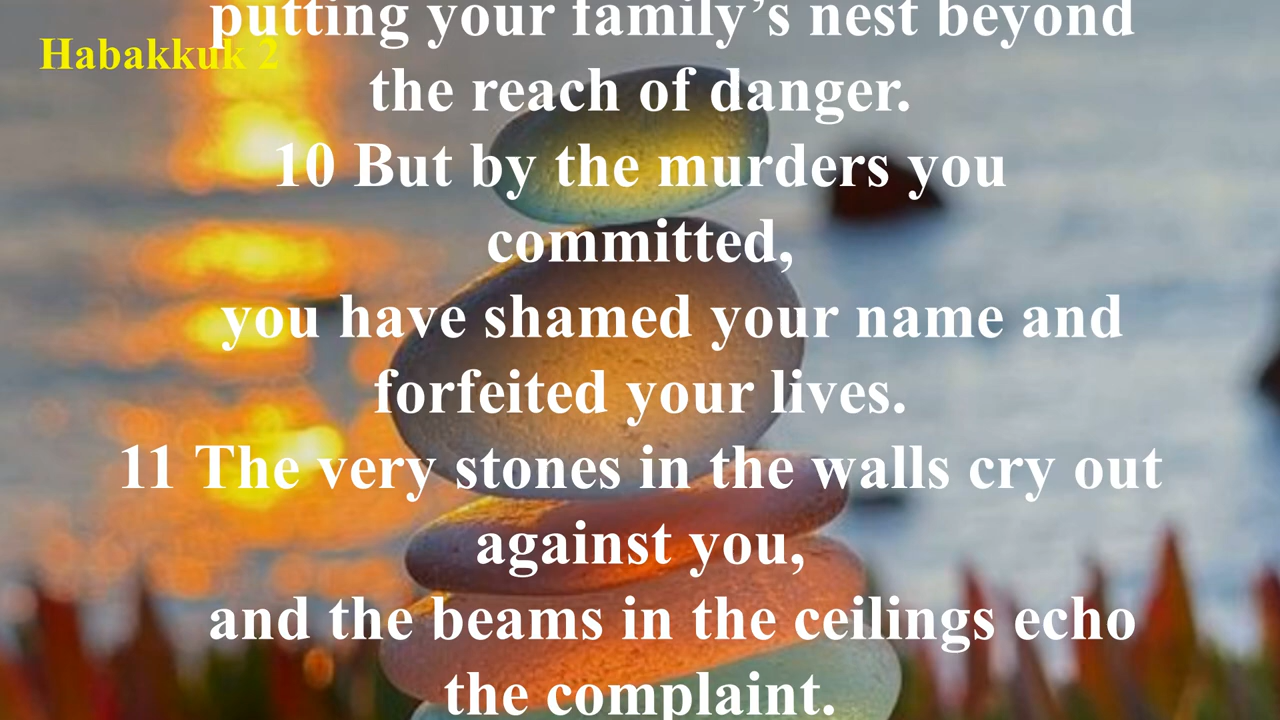 putting your family’s nest beyond
Habakkuk 2
the reach of danger.
10 But by the murders you
committed,
you have shamed your name and
forfeited your lives.
11 The very stones in the walls cry out
against you,
and the beams in the ceilings echo
the complaint.